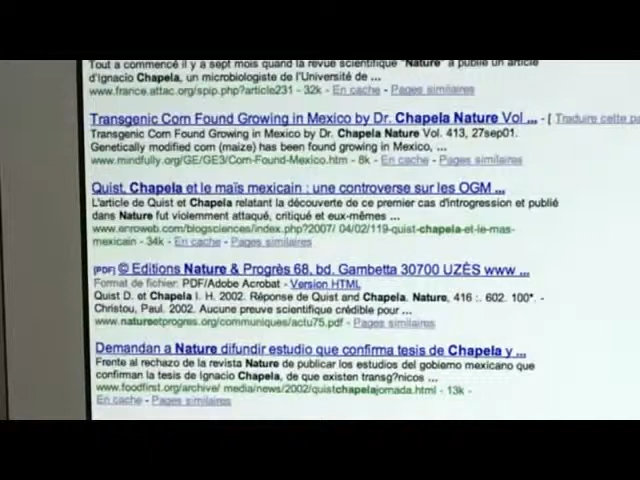 Tout a commencé il y a sept mois quand la revue scientifique "Nature" a publié un article
d'Ignacio Chapela, un microbiologiste de l'Université de ...
www.france.attac.org/spip.php?article231 - 32k - En cache - Pages similaires
Transgenic Corn Found Growing in Mexico by Dr. Chapela Nature Vol ... - [ Traduire cette pa
Transgenic Corn Found Growing in Mexico by Dr. Chapela Nature Vol. 413, 27sep01.
Genetically modified corn (maize) has been found growing in Mexico, ...
www.mindfully.org/GE/GE3/Corn-Found-Mexico.htm - 8k - En cache - Pages similaires
Quist, Chapela et le maïs mexicain : une controverse sur les OGM ...
L'article de Quist et Chapela relatant la découverte de ce premier cas d'introgression et publié
dans Nature fut violemment attaqué, critiqué et eux-mêmes ...
www.enroweb.com/blogsciences/index.php?2007/ 04/02/119-quist-chapela-et-le-mas-
mexicain - 34k - En cache - Pages similaires
[PDF] © Editions Nature & Progrès 68, bd. Gambetta 30700 UZÈS www ...
Format de fichier: PDF/Adobe Acrobat - Version HTML
Quist D. et Chapela I. H. 2002. Réponse de Quist and Chapela. Nature, 416 :. 602. 100*. -
Christou, Paul. 2002. Aucune preuve scientifique crédible pour ...
www.natureetprogres.org/communiques/actu75.pdf - Pages similaires
Demandan a Nature difundir estudio que confirma tesis de Chapela y ...
Frente al rechazo de la revista Nature de publicar los estudios del gobierno mexicano que
confirman la tesis de Ignacio Chapela, de que existen transg?nicos ...
www.foodfirst.org/archive/ media/news/2002/quistchapelajornada.html - 13k -
En cache - Pages similaires